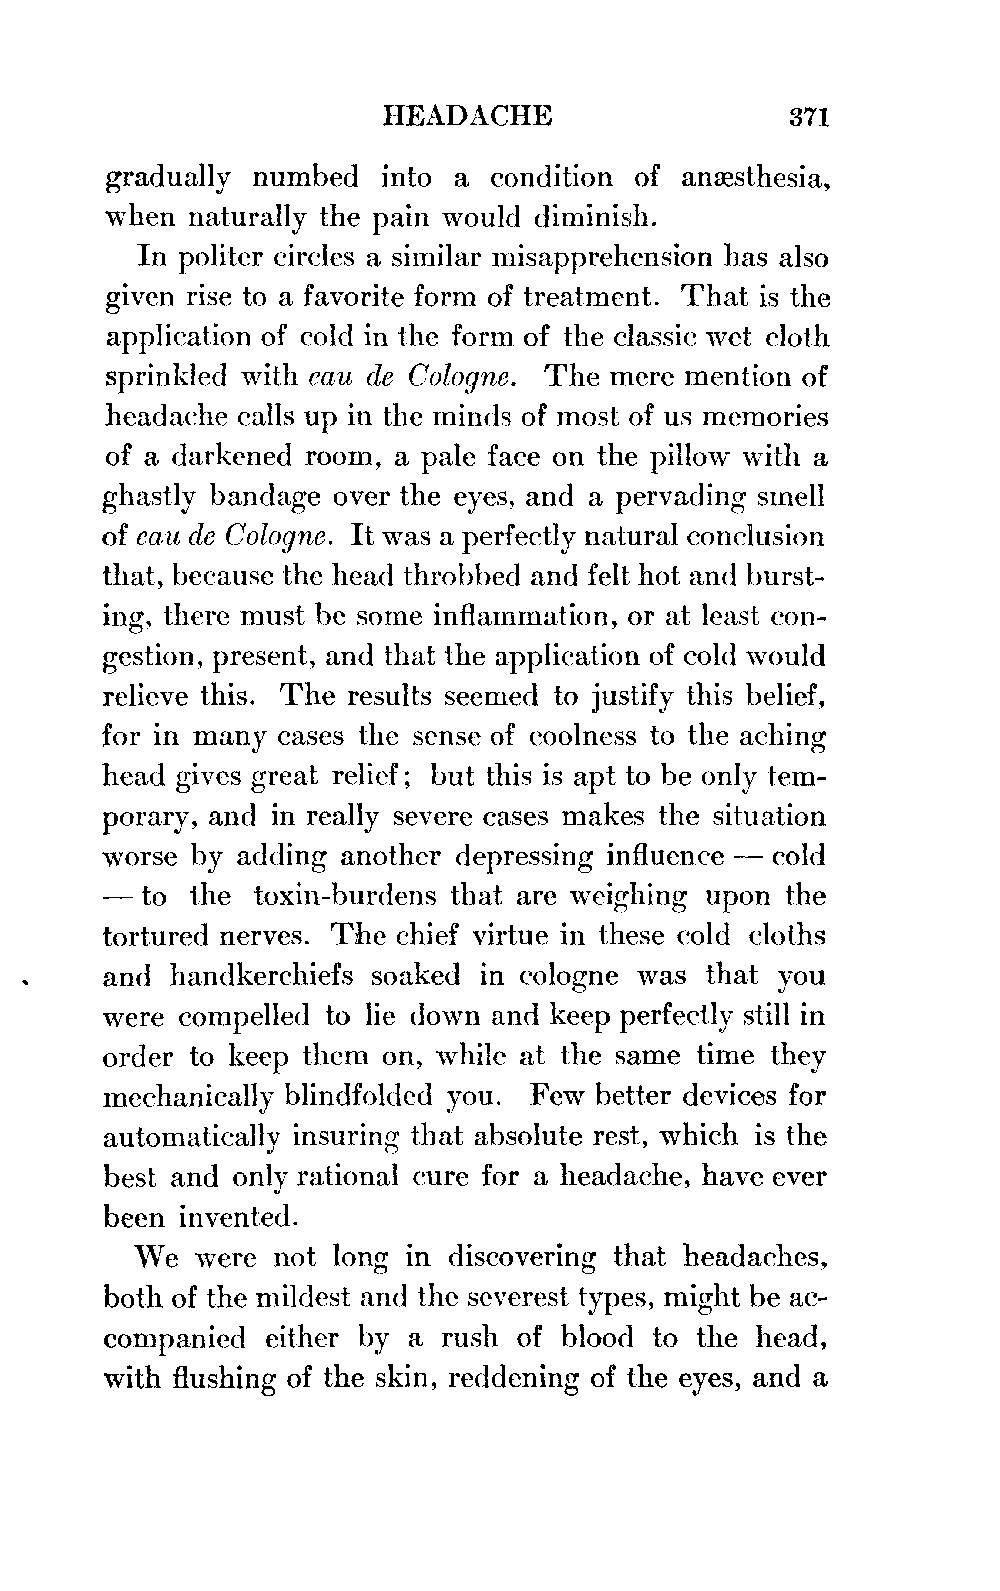 HEADACHE 371
gradually numbed into a condition of anæsthesia,
when naturally the pain would diminish.
In politer circles a similar misapprehension has also
given rise to a favorite form of treatment. That is the
application of cold in the form of the classic wet cloth
sprinkled with eau de Cologne. The mere mention of
headache calls up in the minds of most of us memories
of a darkened room, a pale face on the pillow with a
ghastly bandage over the eyes, and a pervading smell
of eau de Cologne. It was a perfectly natural conclusion
that, because the head throbbed and felt hot and burst-
ing, there must be some inflammation, or at least con-
gestion, present, and that the application of cold would
relieve this. The results seemed to justify this belief,
for in many cases the sense of coolness to the aching
head gives great relief; but this is apt to be only tem-
porary, and in really severe cases makes the situation
worse by adding another depressing influence — cold
— to the toxin-burdens that are weighing upon the
tortured nerves. The chief virtue in these cold cloths
and handkerchiefs soaked in cologne was that you
were compelled to lie down and keep perfectly still in
order to keep them on, while at the same time they
mechanically blindfolded you. Few better devices for
automatically insuring that absolute rest, which is the
best and only rational cure for a headache, have ever
been invented.
We were not long in discovering that headaches,
both of the mildest and the severest types, might be ac-
companied either by a rush of blood to the head,
with flushing of the skin, reddening of the eyes, and a